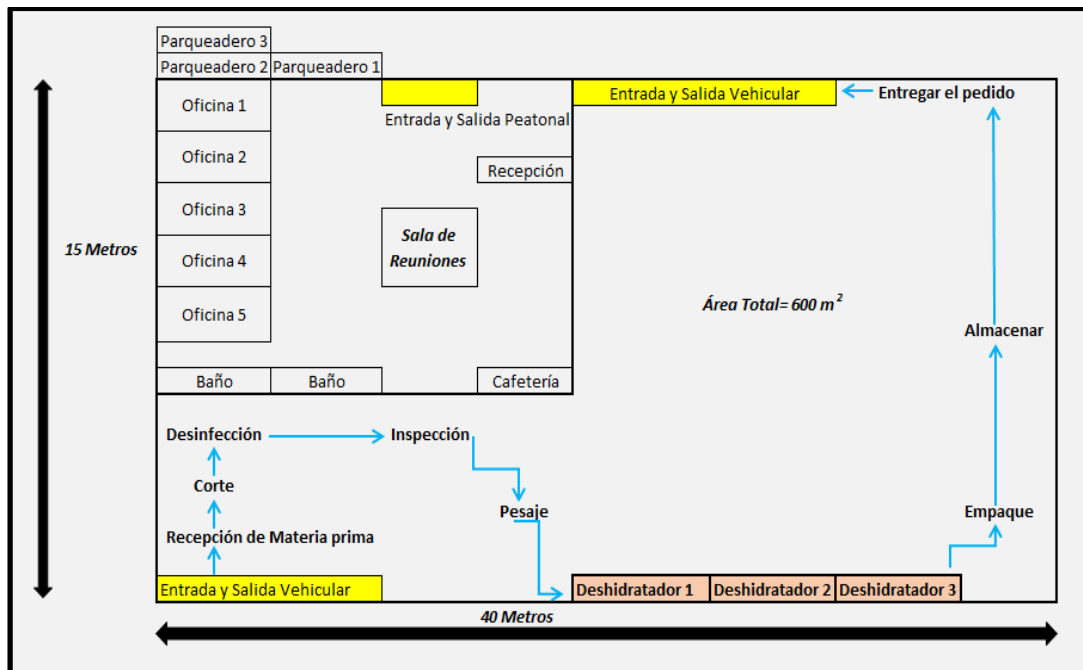 Parqueadero 3
Parqueadero 2 Parqueadero 1
Oficina 1
Entrada y Salida Vehicular
Entregar el pedido
Entrada y Salida Peatonal
Oficina 2
Recepción
Oficina 3
15 Metros
Sala de
Reuniones
Oficina 4
Oficina 5
Área Total= 600 m²
Almacenar
Baño
Baño
Cafetería
Desinfección
Inspección
Corte
Pesaje
Empaque
Recepción de Materia prima
Entrada y Salida Vehicular
Deshidratador 1
Deshidratador 2
Deshidratador 3
40 Metros